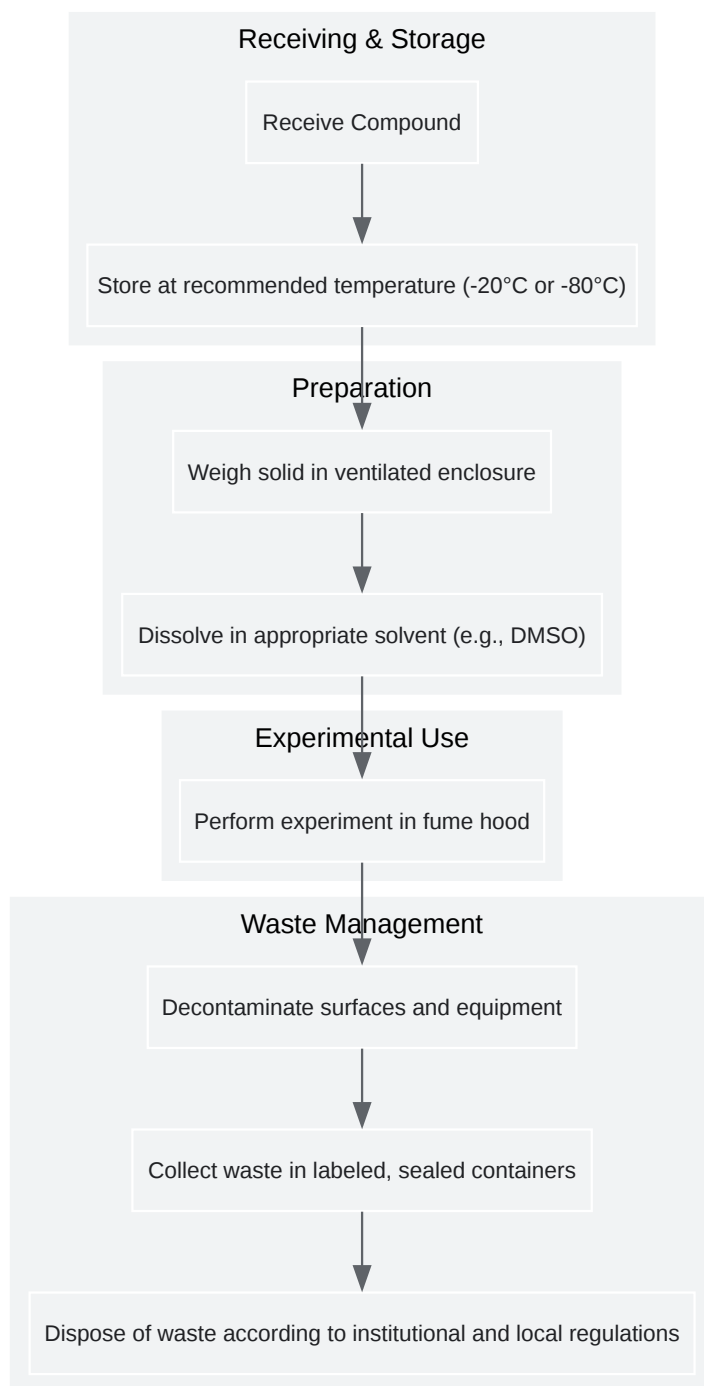 Receiving & Storage
Receive Compound
Store at recommended temperature (-20°C or -80°C)
Preparation
Weigh solid in ventilated enclosure
Dissolve in appropriate solvent (e.g., DMSO)
Experimental Use
Perform experiment in fume hood
Waste Management
Decontaminate surfaces and equipment
Collect waste in labeled, sealed containers
Dispose of waste according to institutional and local regulations